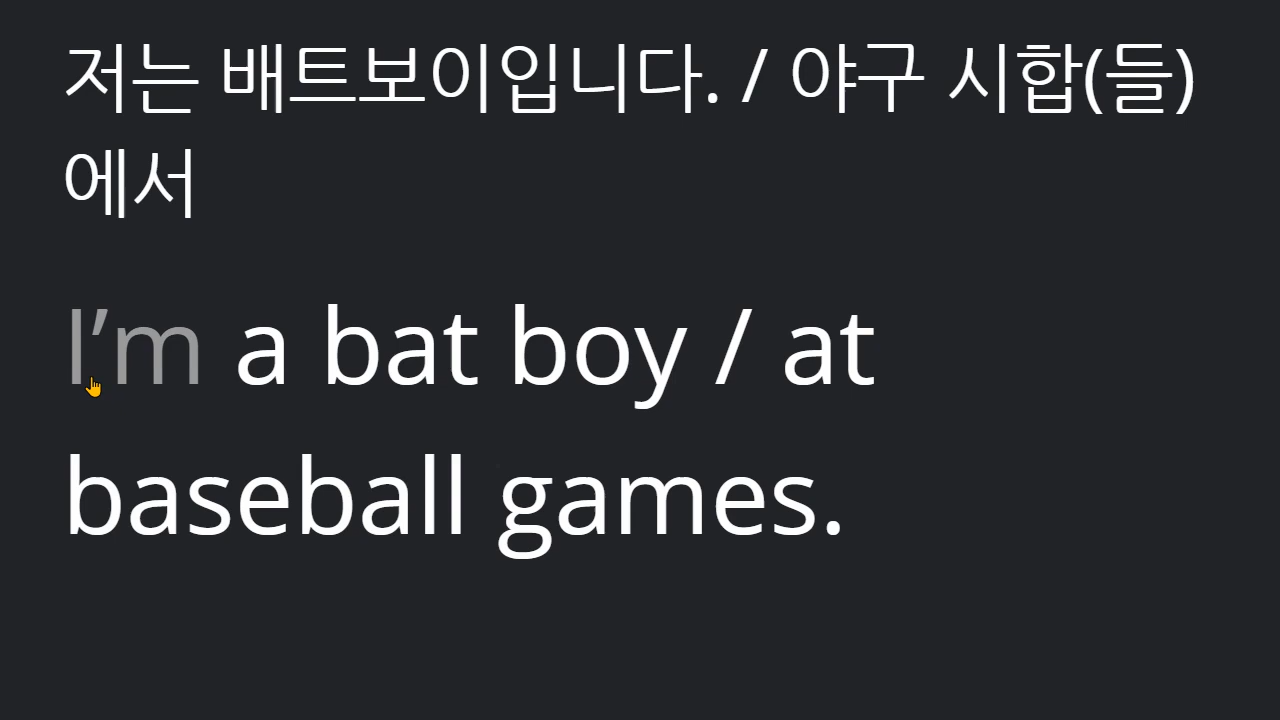 저는 배트보이입니다. / 야구 시합(들)
에서
I’m a bat boy / at
baseball games.